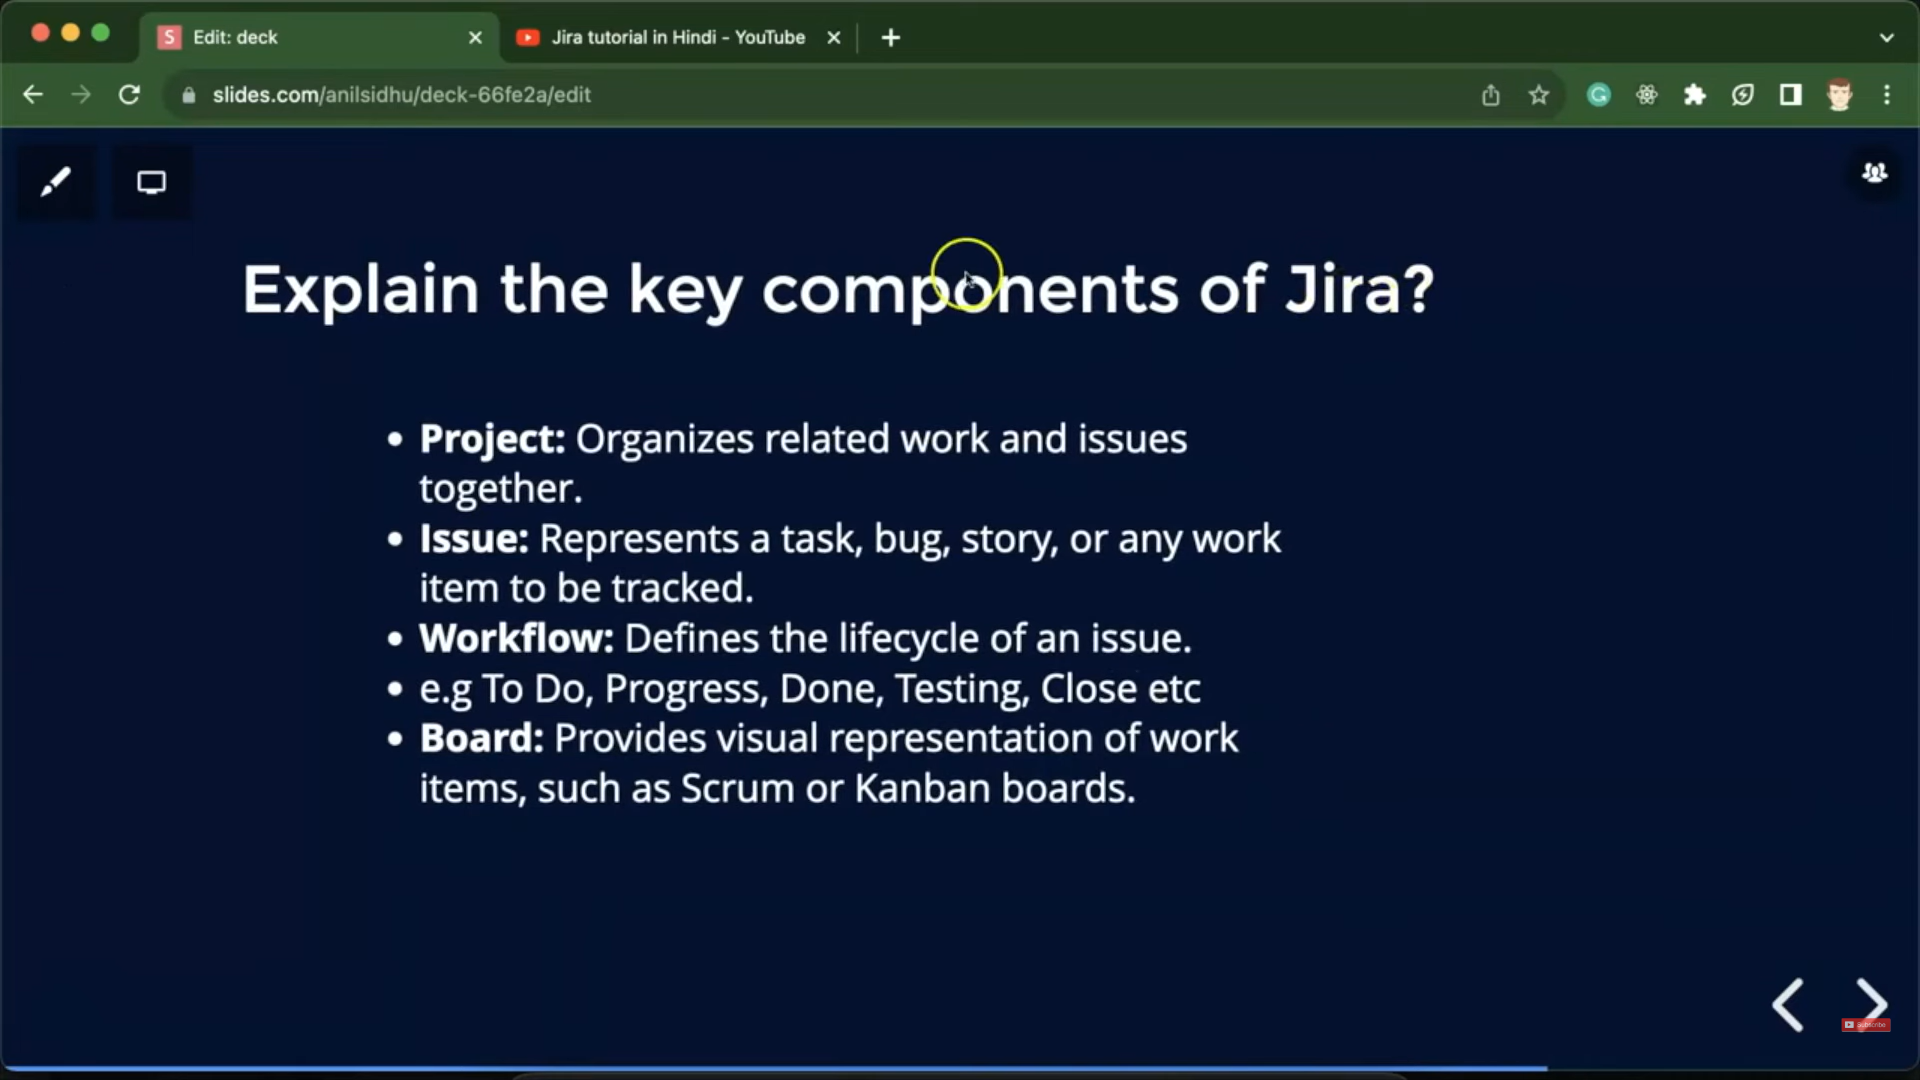 S Edit: deck
Jira tutorial in Hindi - YouTube
slides.com/anilsidhu/deck-66fe2a/edit
Explain the key components of Jira?
• Project: Organizes related work and issues
together.
• Issue: Represents a task, bug, story, or any work
item to be tracked.
• Workflow: Defines the lifecycle of an issue.
• e.g To Do, Progress, Done, Testing, Close etc
• Board: Provides visual representation of work
items, such as Scrum or Kanban boards.
Subscribe